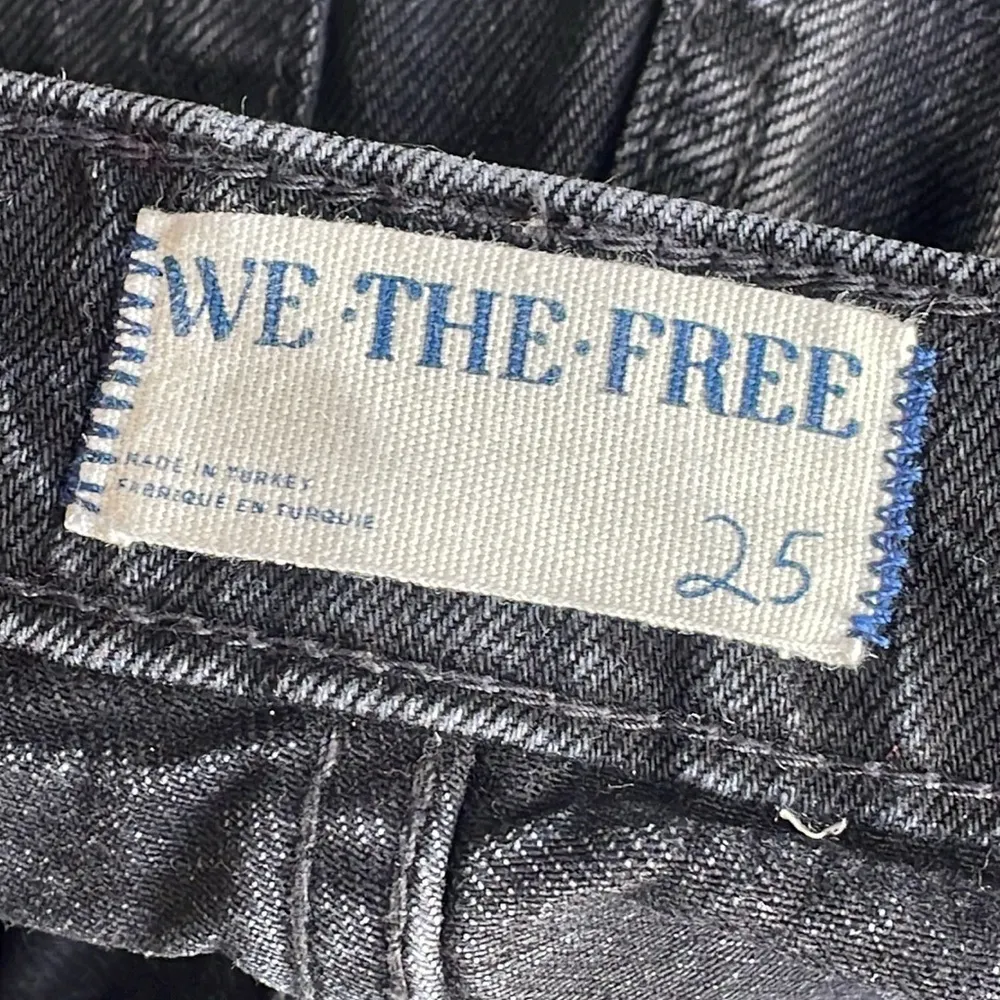 WE·THE·FREE
MADE IN TURKEY
FABRIQUÉ EN TURQUIE
25